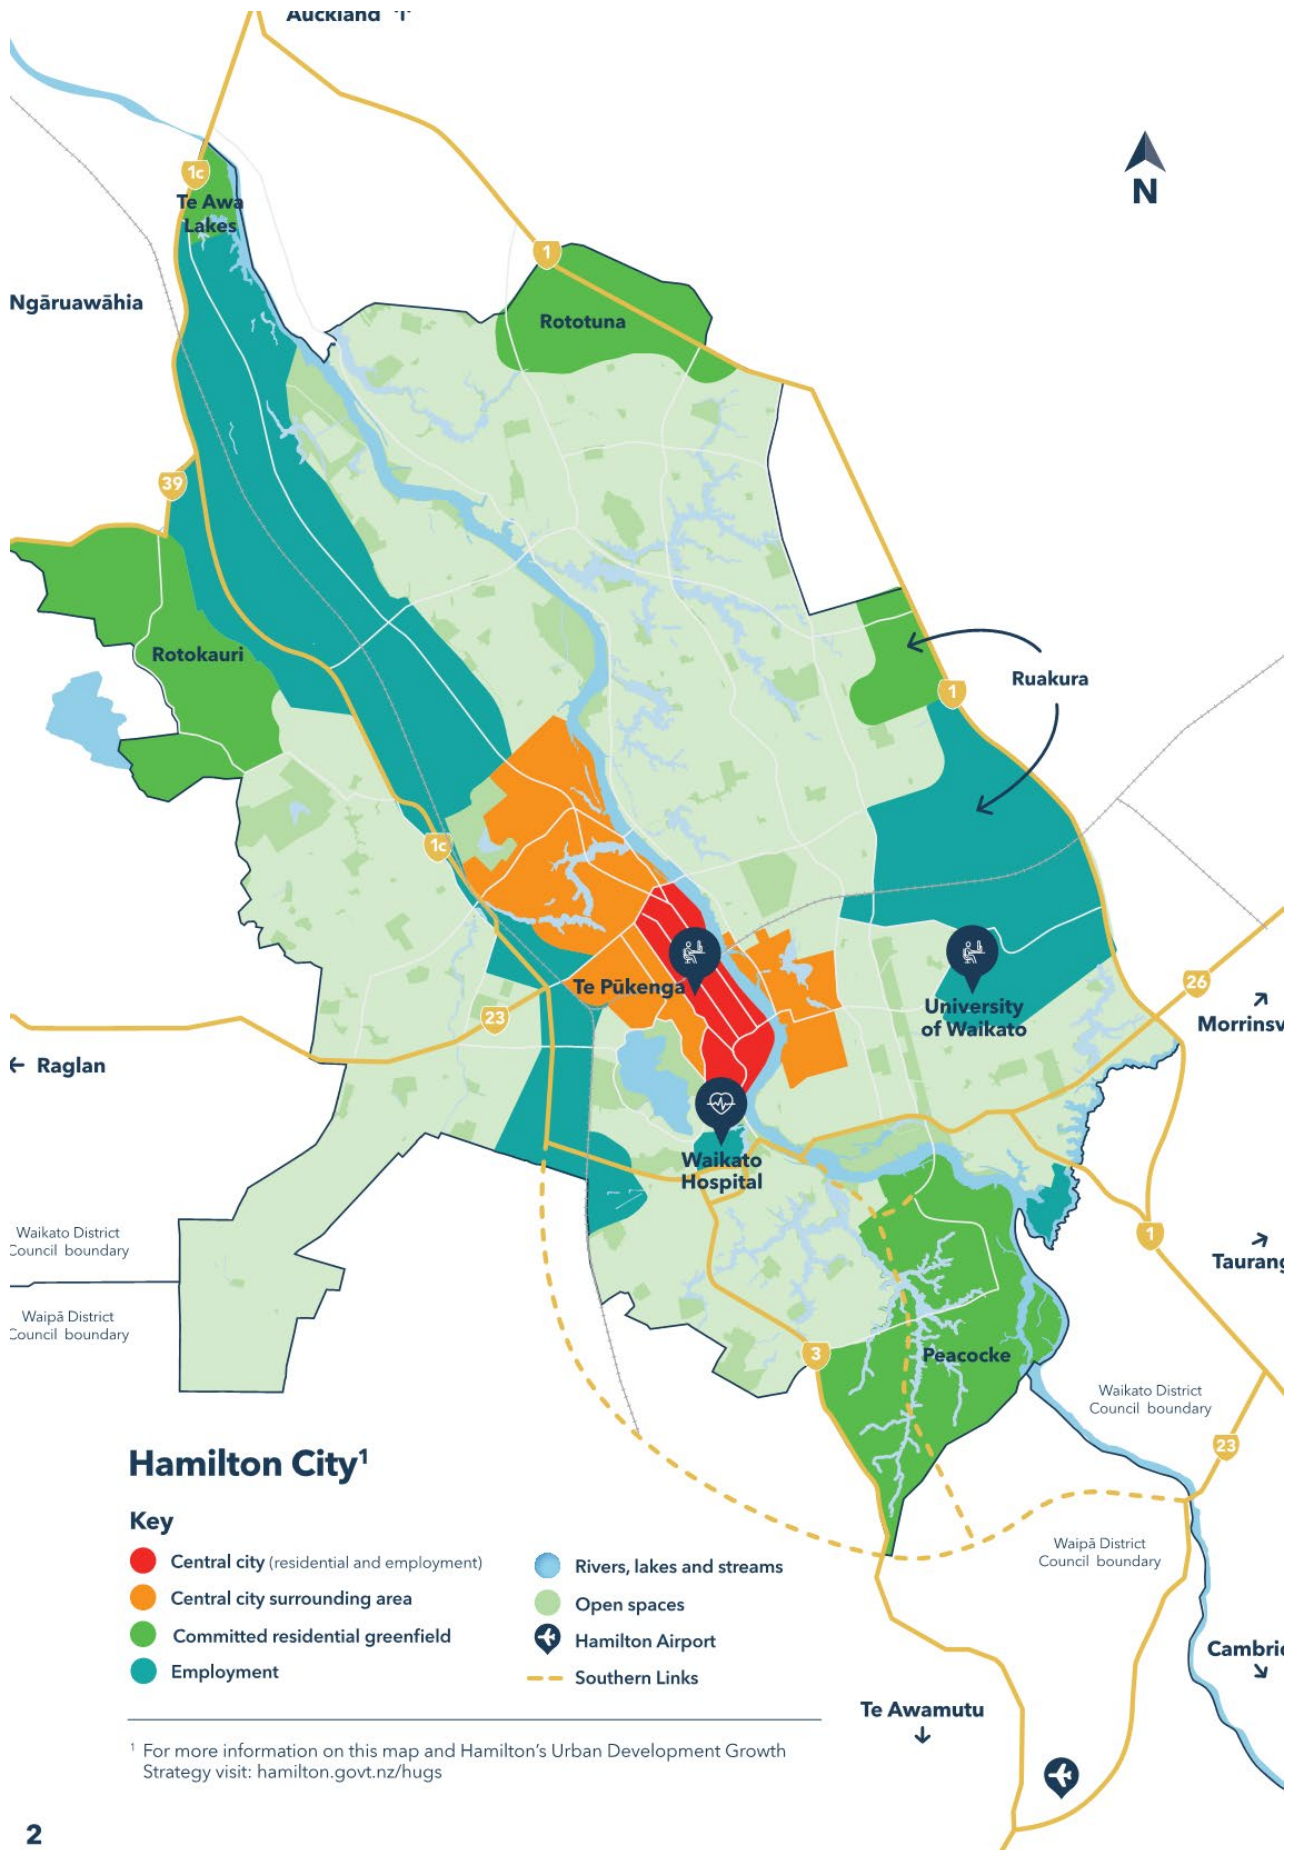 Auckland ↑
N
1c
Te Awa
Lakes
1
Ngāruawāhia
Rototuna
39
Rotokauri
Ruakura
1
1c
26
Te Pūkenga
University
of Waikato
Morrinsv
23
← Raglan
Waikato
Hospital
Waikato District
Council boundary
1
Taurang
Waipā District
Council boundary
3
Peacocke
Waikato District
Council boundary
23
Hamilton City¹
Key
Central city (residential and employment)
Central city surrounding area
Committed residential greenfield
Employment
Rivers, lakes and streams
Open spaces
Hamilton Airport
Southern Links
Waipā District
Council boundary
Cambri
Te Awamutu
¹ For more information on this map and Hamilton's Urban Development Growth
Strategy visit: hamilton.govt.nz/hugs
2